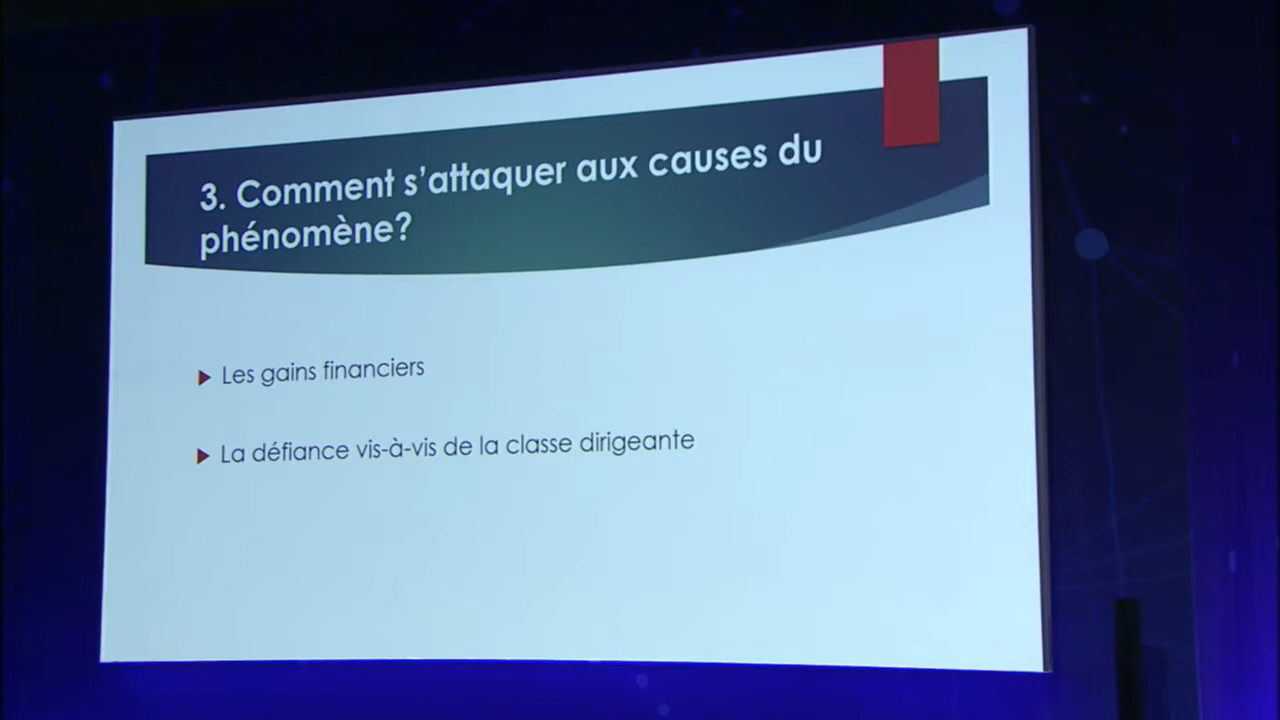 3. Comment s'attaquer aux causes du
phénomène?
Les gains financiers
La défiance vis-à-vis de la classe dirigeante